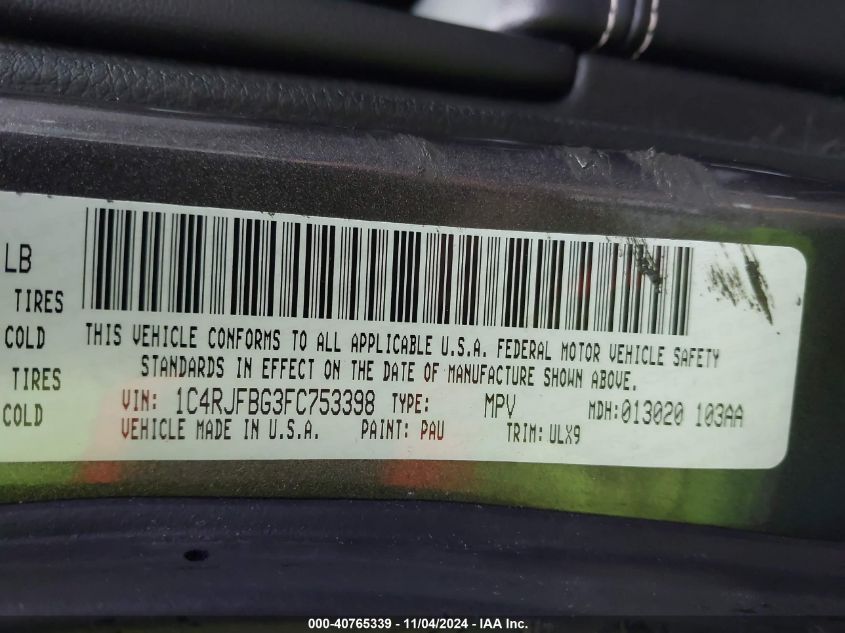 LB
TIRES
COLD
TIRES
COLD
THIS VEHICLE CONFORMS TO ALL APPLICABLE U.S.A. FEDERAL MOTOR VEHICLE SAFETY
STANDARDS IN EFFECT ON THE DATE OF MANUFACTURE SHOWN ABOVE.
VIN: 1C4RJFBG3FC753398 TYPE: MPV MDH:013020 103AA
VEHICLE MADE IN U.S.A. PAINT: PAU TRIM: ULX9
000-40765339 - 11/04/2024 - IAA Inc.